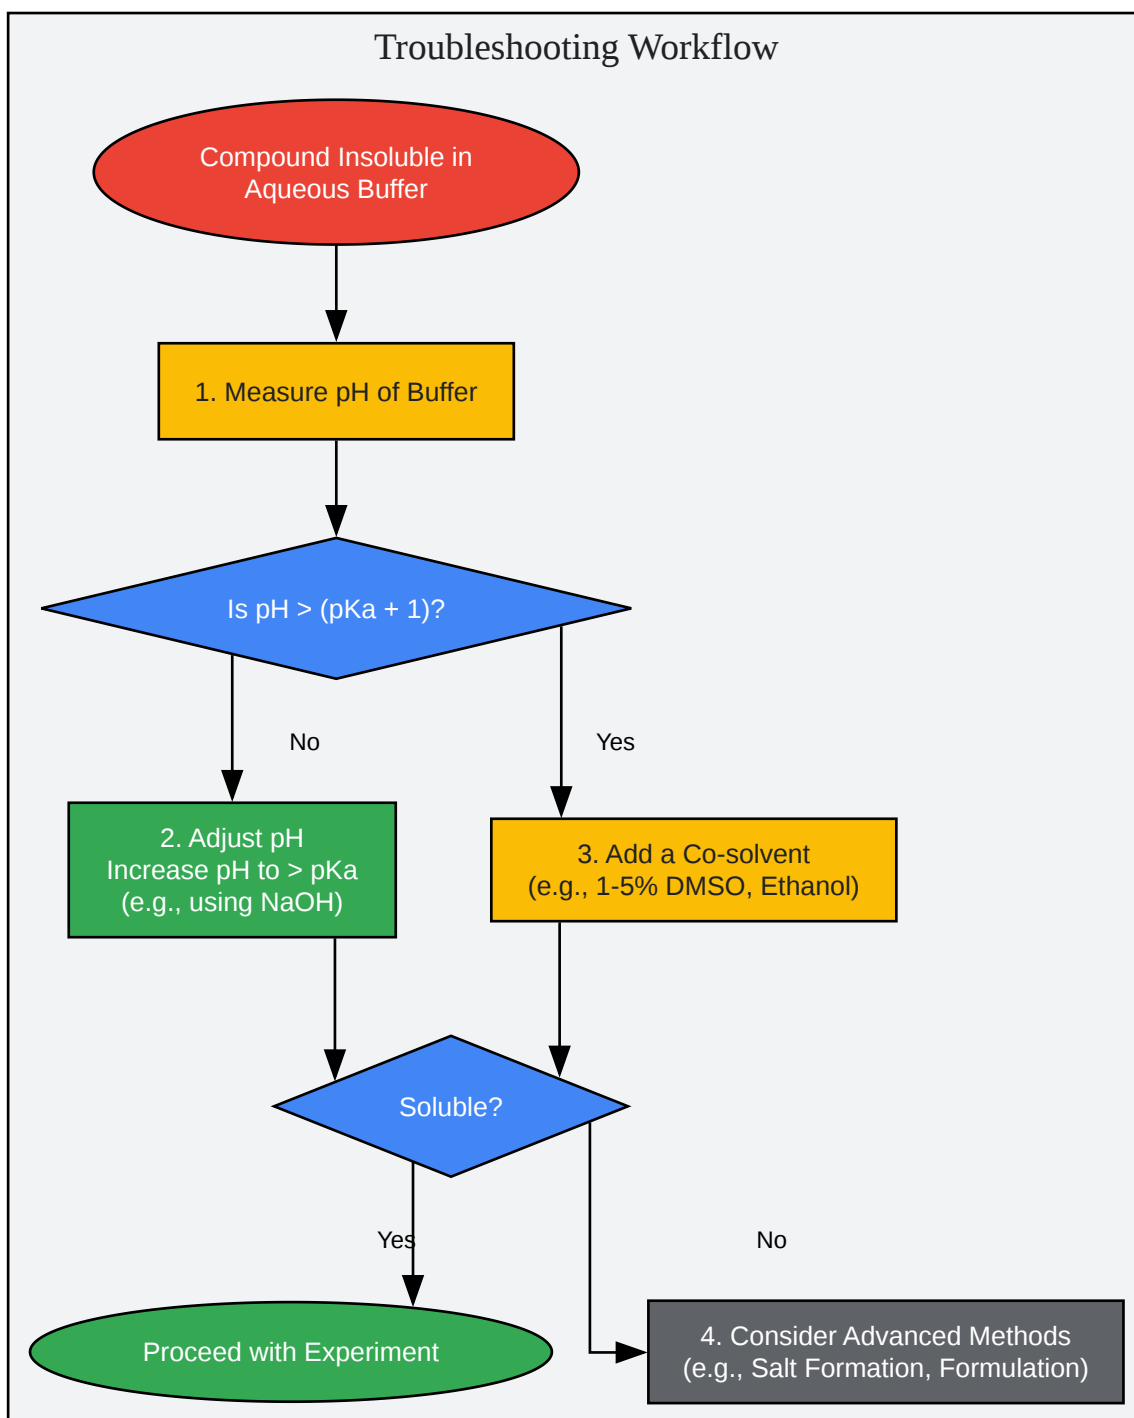 Troubleshooting Workflow
Compound Insoluble in
Aqueous Buffer
1. Measure pH of Buffer
Is pH > (pKa + 1)?
No
Yes
2. Adjust pH
Increase pH to > pKa
(e.g., using NaOH)
3. Add a Co-solvent
(e.g., 1-5% DMSO, Ethanol)
Soluble?
Yes
No
Proceed with Experiment
4. Consider Advanced Methods
(e.g., Salt Formation, Formulation)